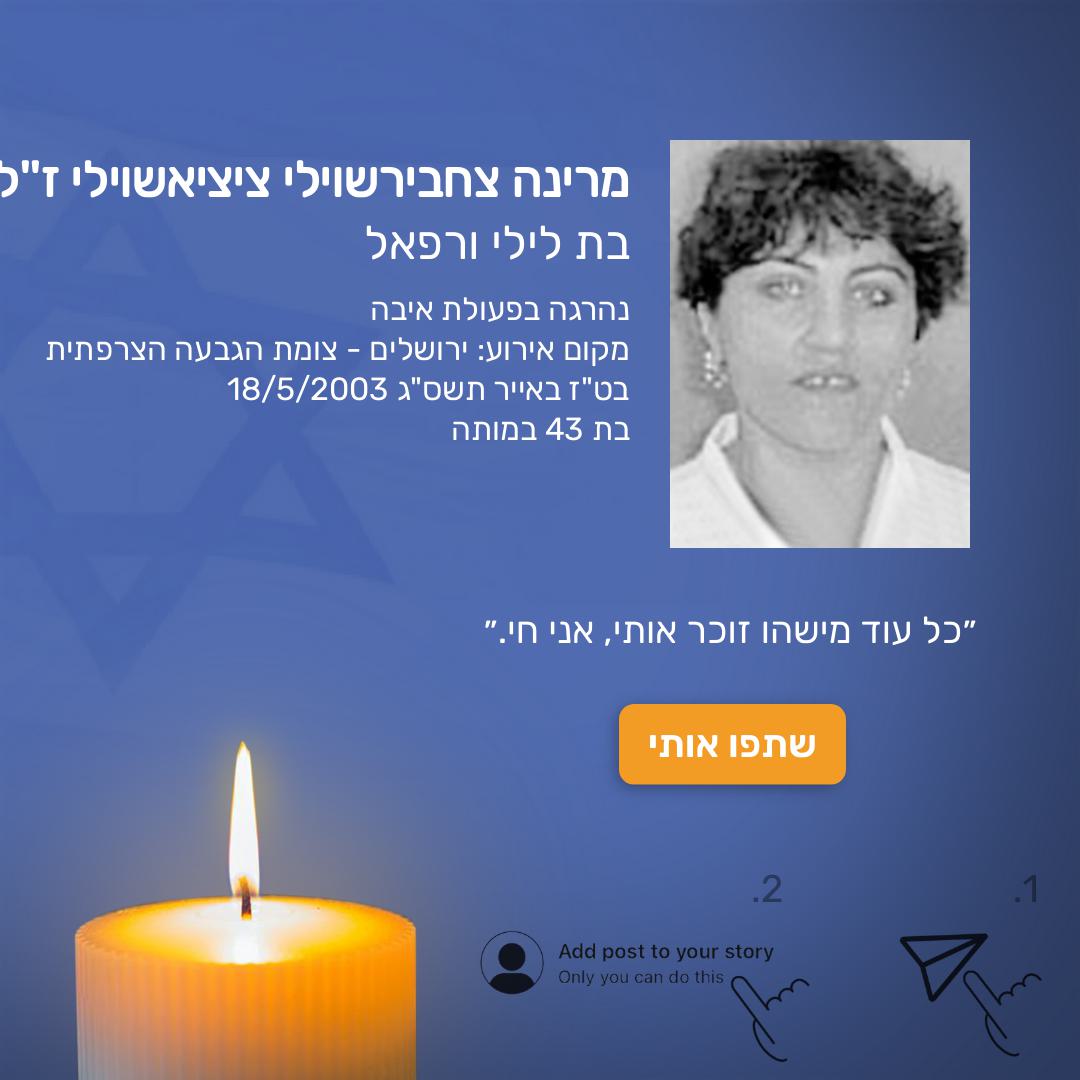 מרינה צחבירשוילי ציציאשוילי ז"ל
בת לילי ורפאל
נהרגה בפעולת איבה
מקום אירוע: ירושלים - צומת הגבעה הצרפתית
בט"ז באייר תשס"ג 18/5/2003
בת 43 במותה
״כל עוד מישהו זוכר אותי, אני חי.״
שתפו אותי
1.
2.
Add post to your story
Only you can do this